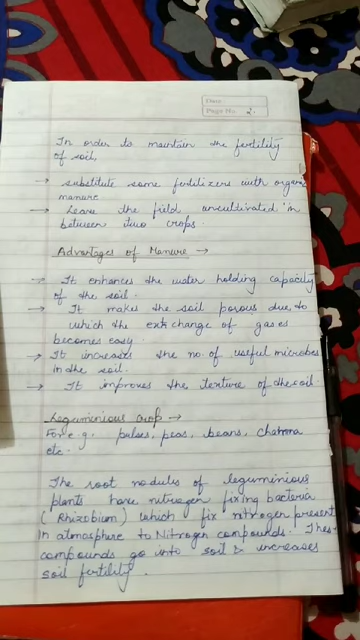 Date
Page No. 2.
In order to maintain the fertility
of soil,
→ substitute some fertilizers with organic
manure
→ Leave the field uncultivated in
between two crops.
Advantages of Manure →
→ It enhances the water holding capacity
of the soil.
→ It makes the soil porous due to
which the exchange of gases
becomes easy.
→ It increases the no. of useful microbes
in the soil.
→ It improves the texture of the soil.
Leguminious crop →
For e.g. pulses, peas, beans, channa
etc.
The root nodules of leguminious
plants have nitrogen fixing bacteria
(Rhizobium) which fix nitrogen present
in atmosphere to Nitrogen compounds. These
compounds go into soil & increases
soil fertility.